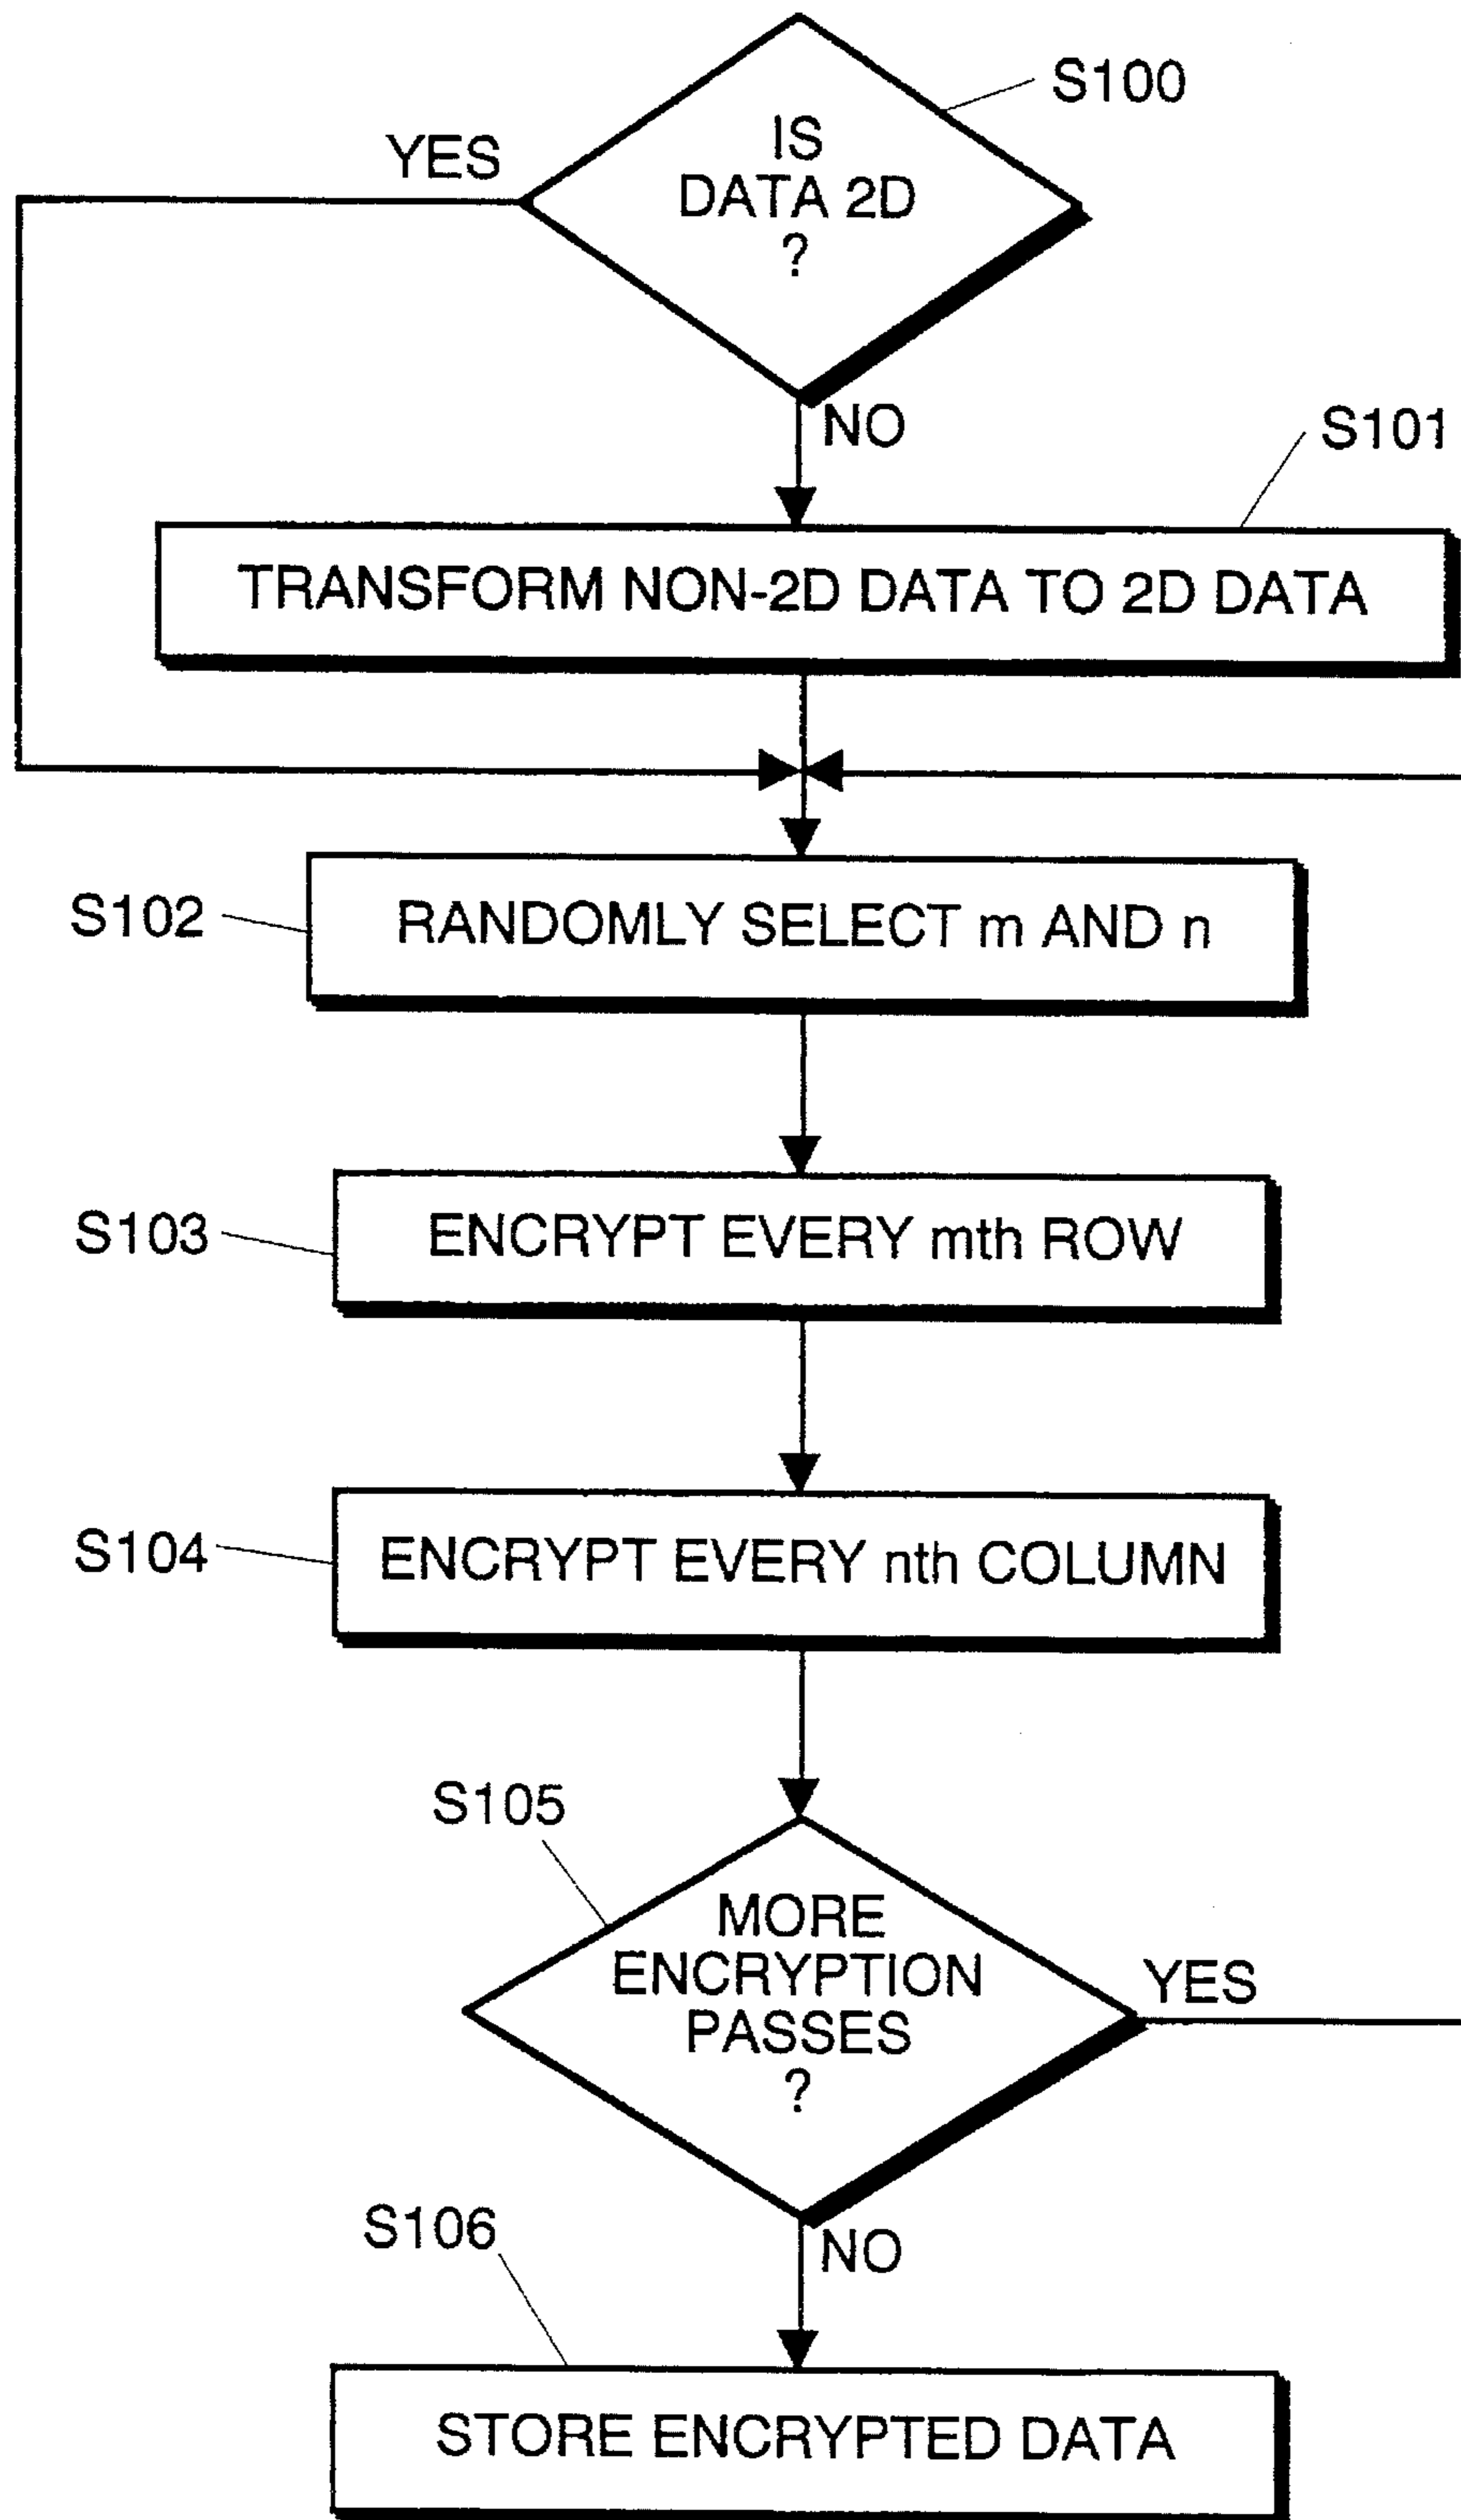 S100
YES
IS
DATA 2D
?
NO
S101
TRANSFORM NON-2D DATA TO 2D DATA
S102
RANDOMLY SELECT m AND n
S103
ENCRYPT EVERY mth ROW
S104
ENCRYPT EVERY nth COLUMN
S105
MORE
ENCRYPTION
PASSES
?
YES
S106
NO
STORE ENCRYPTED DATA